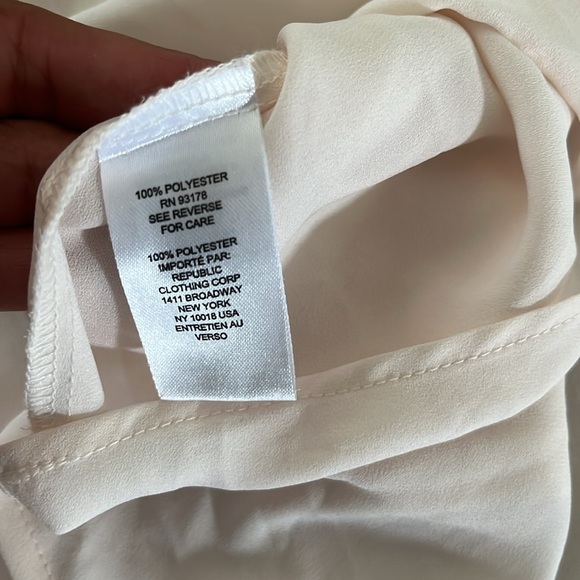 100% POLYESTER
RN 93178
SEE REVERSE
FOR CARE
100% POLYESTER
IMPORTÉ PAR:
REPUBLIC
CLOTHING CORP
1411 BROADWAY
NEW YORK
NY 10018 USA
ENTRETIEN AU
VERSO